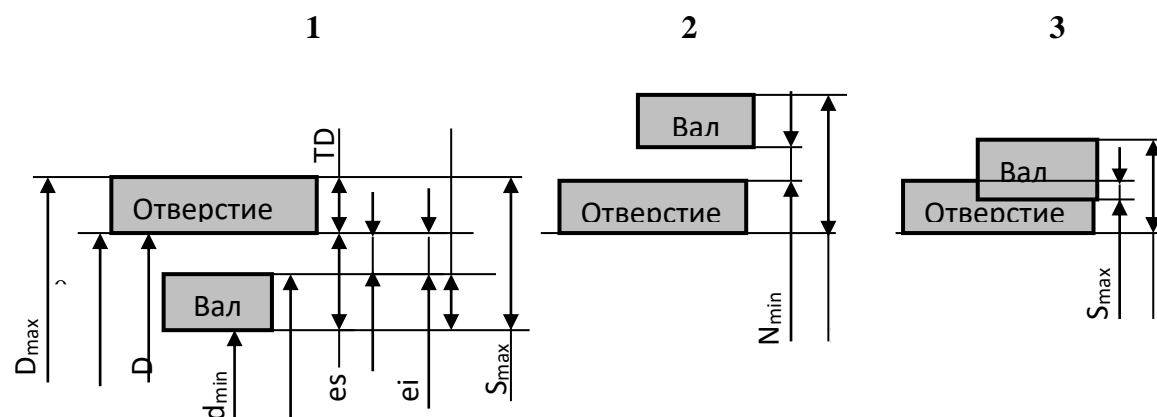 1
2
3
Вал
TD
Вал
Отверстие
Отверстие
Отверстие
Вал
Dmax
D
dmin
es
ei
Smax
Nmin
Smax